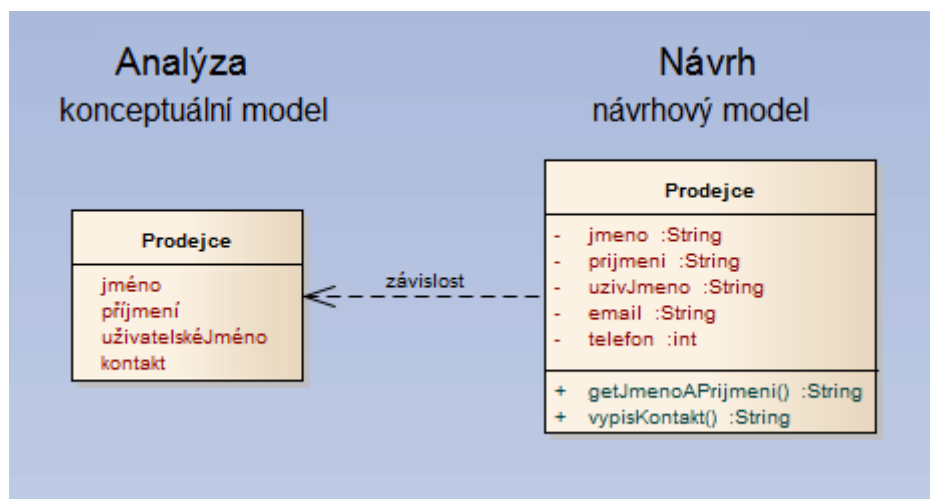 Analýza
konceptuální model
Návrh
návrhový model
Prodejce
jméno
příjmení
uživatelskéJméno
kontakt
závislost
Prodejce
- jmeno :String
- prijmeni :String
- uzivJmeno :String
- email :String
- telefon :int
+ getJmenoAPrijmeni() :String
+ vypisKontakt() :String